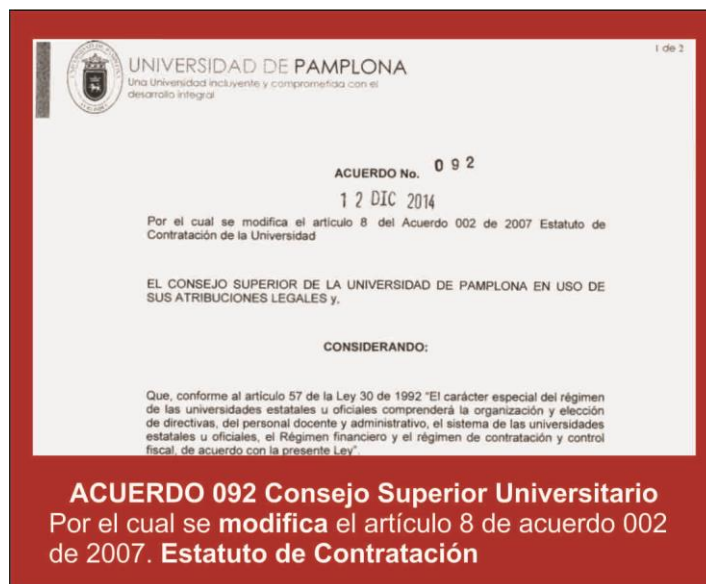 UNIVERSIDAD DE PAMPLONA
Una Universidad incluyente y comprometida con el
desarrollo integral
1 de 2
ACUERDO No. 092
12 DIC 2014
Por el cual se modifica el artículo 8 del Acuerdo 002 de 2007 Estatuto de
Contratación de la Universidad
EL CONSEJO SUPERIOR DE LA UNIVERSIDAD DE PAMPLONA EN USO DE
SUS ATRIBUCIONES LEGALES y,
CONSIDERANDO:
Que, conforme al artículo 57 de la Ley 30 de 1992 "El carácter especial del régimen
de las universidades estatales u oficiales comprenderá la organización y elección
de directivas, del personal docente y administrativo, el sistema de las universidades
estatales u oficiales, el Régimen financiero y el régimen de contratación y control
fiscal, de acuerdo con la presente Ley".
ACUERDO 092 Consejo Superior Universitario
Por el cual se modifica el artículo 8 de acuerdo 002
de 2007. Estatuto de Contratación